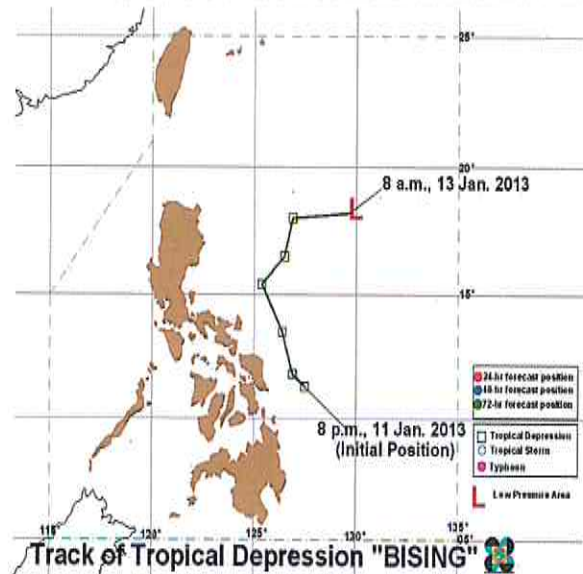 25°
20°
8 a.m., 13 Jan. 2013
15°
24-hr forecast position
48-hr forecast position
72-hr forecast position
8 p.m., 11 Jan. 2013
(Initial Position)
Tropical Depression
Tropical Storm
Typhoon
L Low Pressure Area
115° 120° 125° 130° 135° 05°
Track of Tropical Depression "BISING"